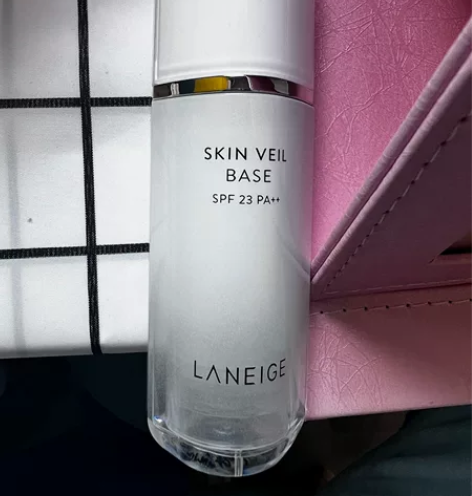 SKIN VEIL
BASE
SPF 23 PA++
LANEIGE